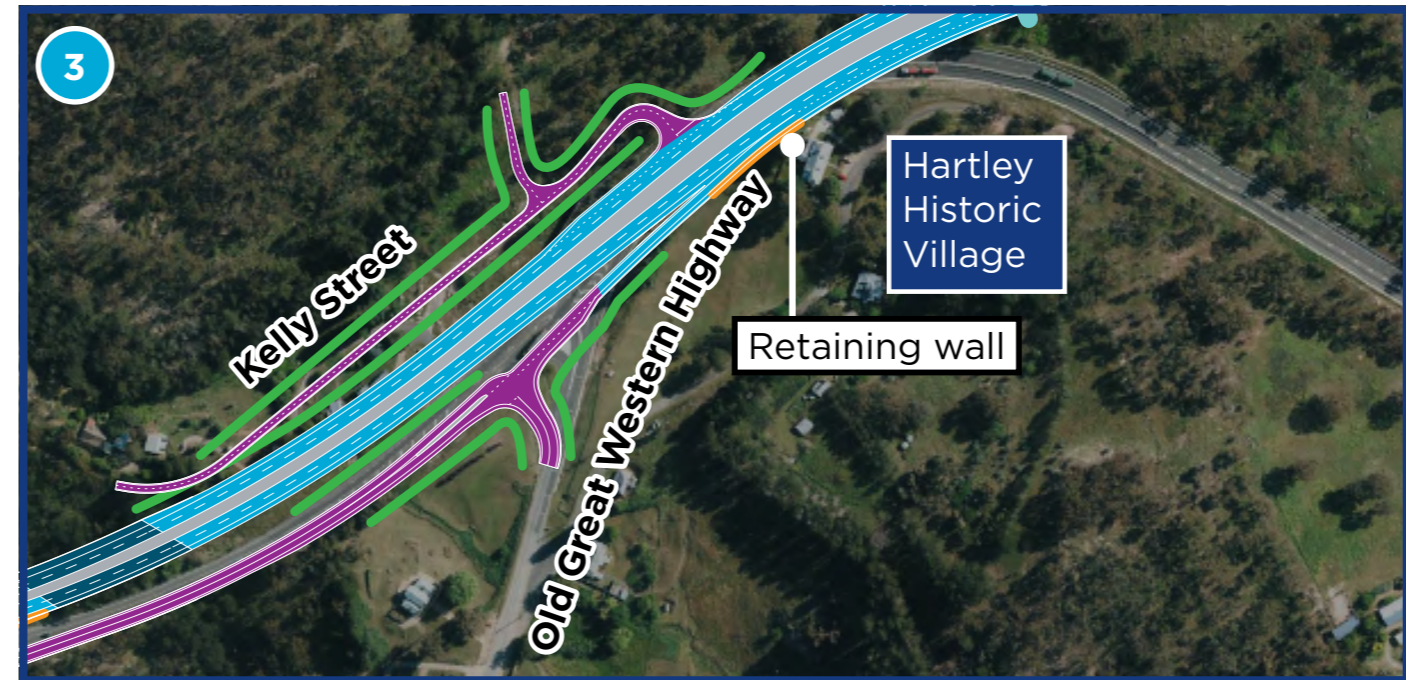 3
Hartley
Historic
Village
Kelly Street
Old Great Western Highway
Retaining wall